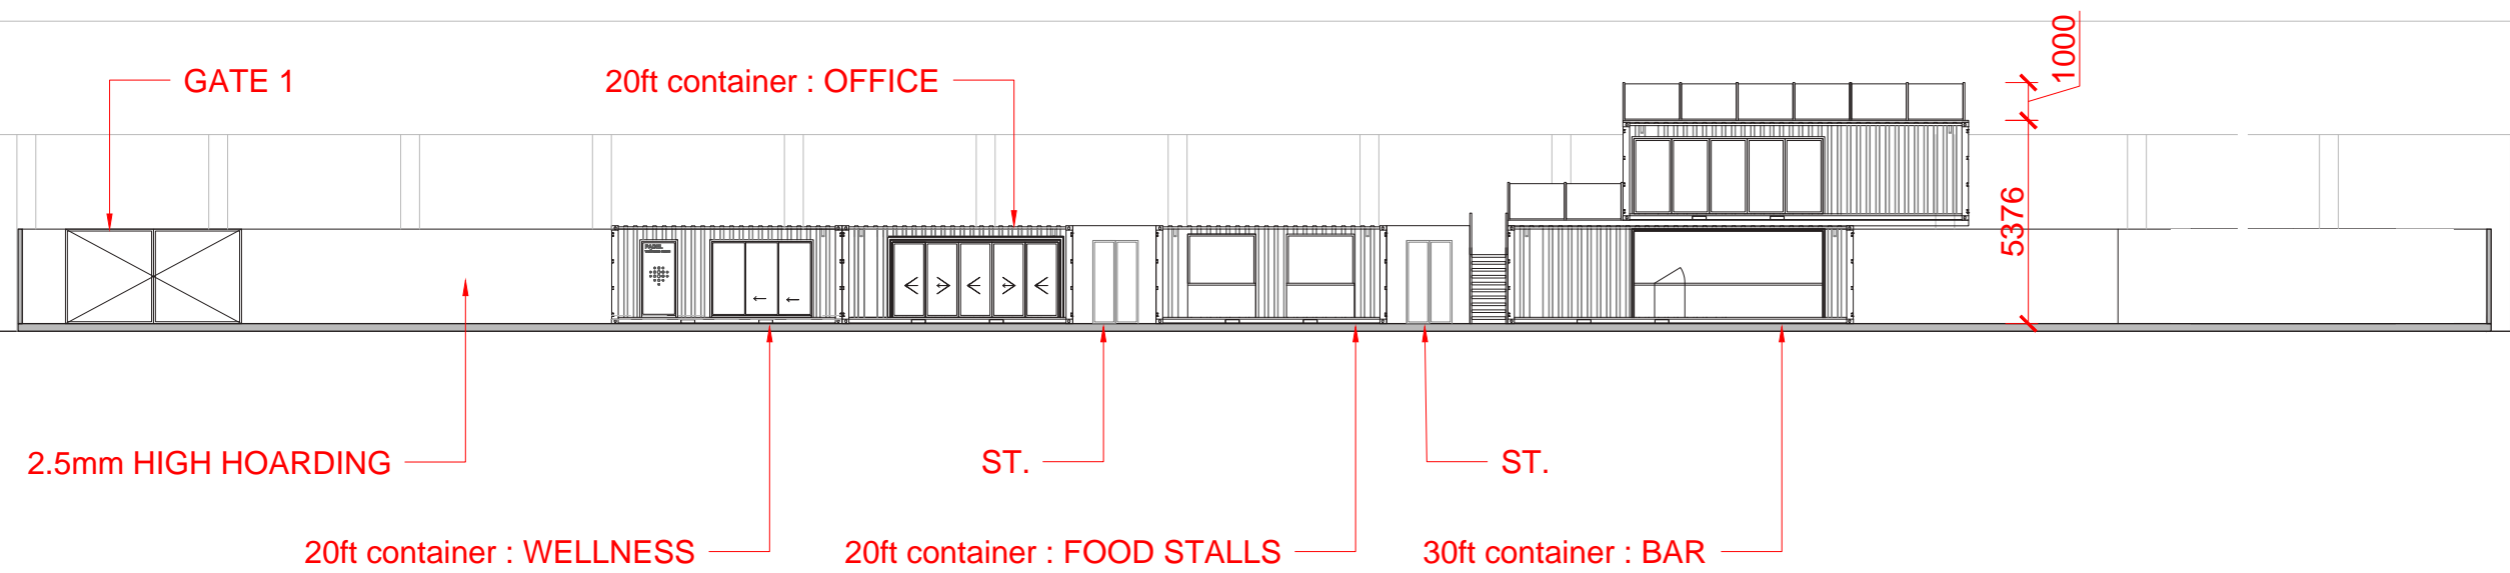 GATE 1
20ft container : OFFICE
1000
5376
2.5mm HIGH HOARDING
ST.
ST.
20ft container : WELLNESS
20ft container : FOOD STALLS
30ft container : BAR